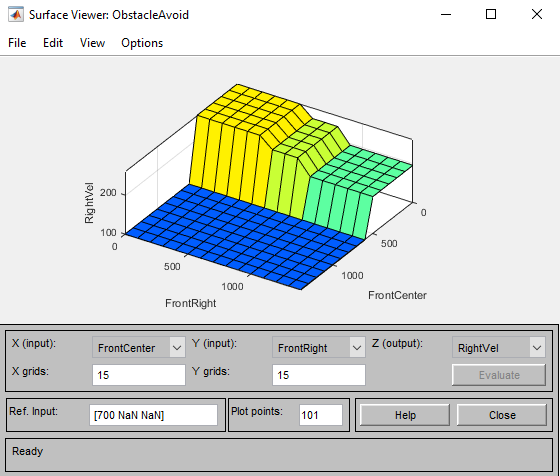 Surface Viewer: ObstacleAvoid
File Edit View Options
RightVel
200
100
0
500
1000
FrontRight
0
500
1000
FrontCenter
X (input): FrontCenter Y (input): FrontRight Z (output): RightVel
X grids: 15 Y grids: 15 Evaluate
Ref. Input: [700 NaN NaN] Plot points: 101 Help Close
Ready